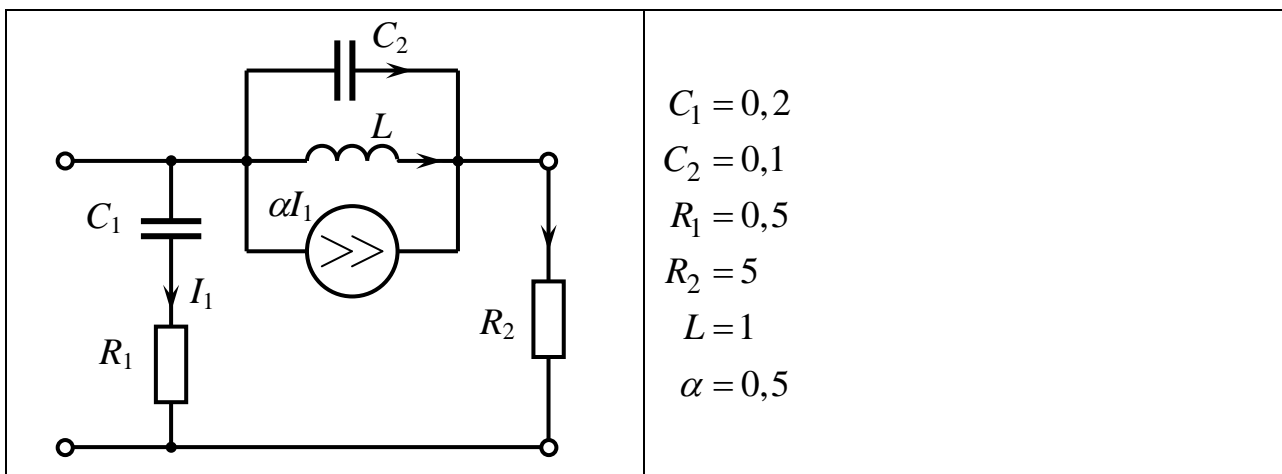 C₂
L
αI₁
C₁
I₁
R₁
R₂
C₁ = 0,2
C₂ = 0,1
R₁ = 0,5
R₂ = 5
L = 1
α = 0,5